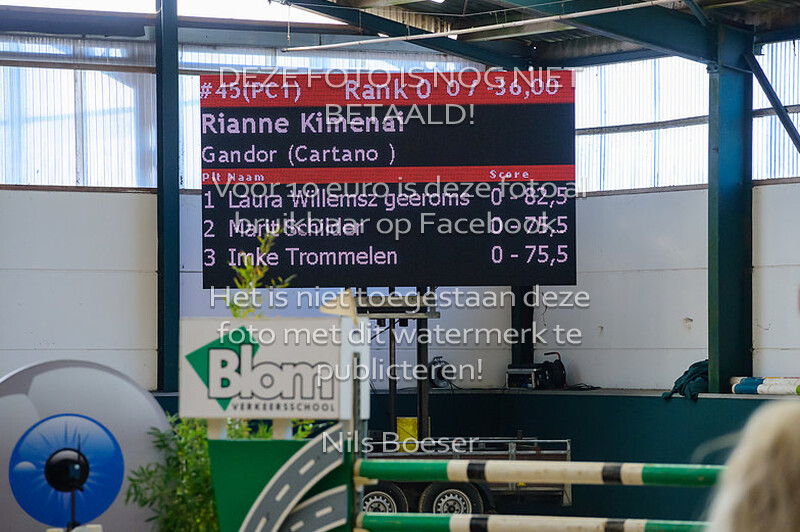 DEZE FOTO IS NOG NIET BETAALD!
#45(PC1) Rank 0 0 / -36,00
Rianne Kimenai
Gandor (Cartano )
Plt Naam Score
Voor 10 euro is deze foto al bruikbaar op Facebook.
1 Laura Willemsz geeroms 0 - 82,5
2 Marit Schilder 0 - 75,5
3 Imke Trommelen 0 - 75,5
Het is niet toegestaan deze
foto met dit watermerk te
publiceteren!
Blom
VERKEERSSCHOOL
Nils Boeser